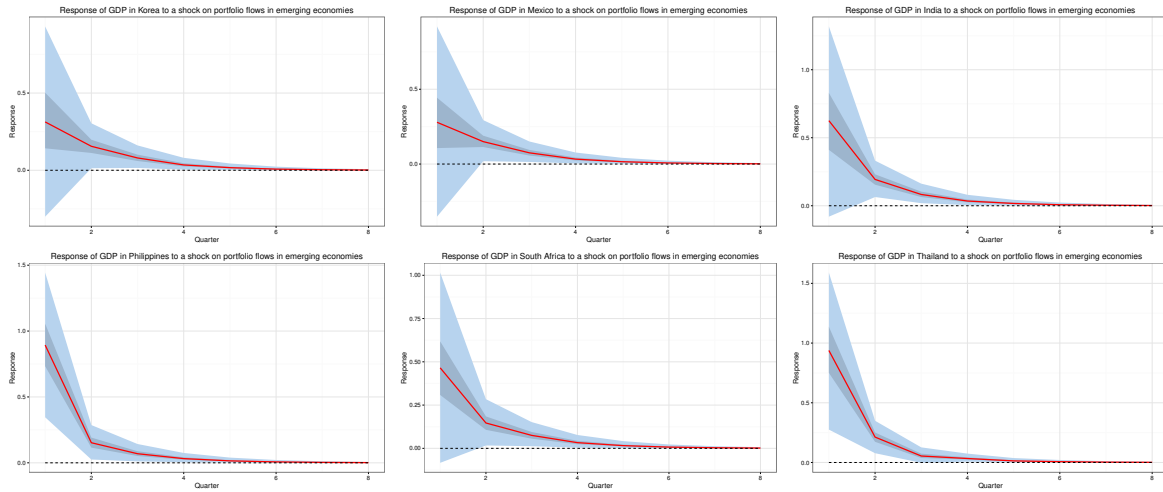 Response of GDP in Korea to a shock on portfolio flows in emerging economies
Response
0.5
0.0
2
4
6
8
Quarter
Response of GDP in Mexico to a shock on portfolio flows in emerging economies
Response
0.5
0.0
2
4
6
8
Quarter
Response of GDP in India to a shock on portfolio flows in emerging economies
Response
1.0
0.5
0.0
2
4
6
8
Quarter
Response of GDP in Philippines to a shock on portfolio flows in emerging economies
Response
1.5
1.0
0.5
0.0
2
4
6
8
Quarter
Response of GDP in South Africa to a shock on portfolio flows in emerging economies
Response
1.00
0.75
0.50
0.25
0.00
2
4
6
8
Quarter
Response of GDP in Thailand to a shock on portfolio flows in emerging economies
Response
1.5
1.0
0.5
0.0
2
4
6
8
Quarter